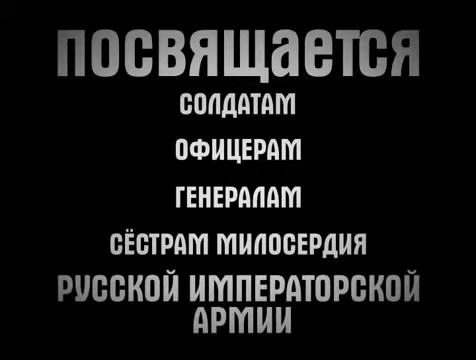 посвящается
солдатам
офицерам
генералам
сёстрам милосердия
русской императорской
армии